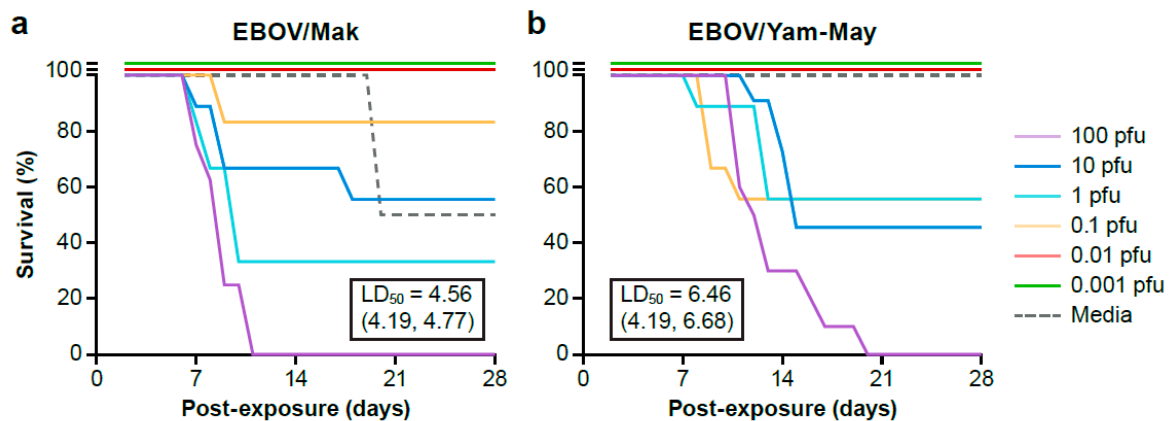 a
EBOV/Mak
Survival (%)
100
80
60
40
20
0
LD50 = 4.56
(4.19, 4.77)
0 7 14 21 28
Post-exposure (days)
b
EBOV/Yam-May
100
80
60
40
20
0
LD50 = 6.46
(4.19, 6.68)
0 7 14 21 28
Post-exposure (days)
100 pfu
10 pfu
1 pfu
0.1 pfu
0.01 pfu
0.001 pfu
Media